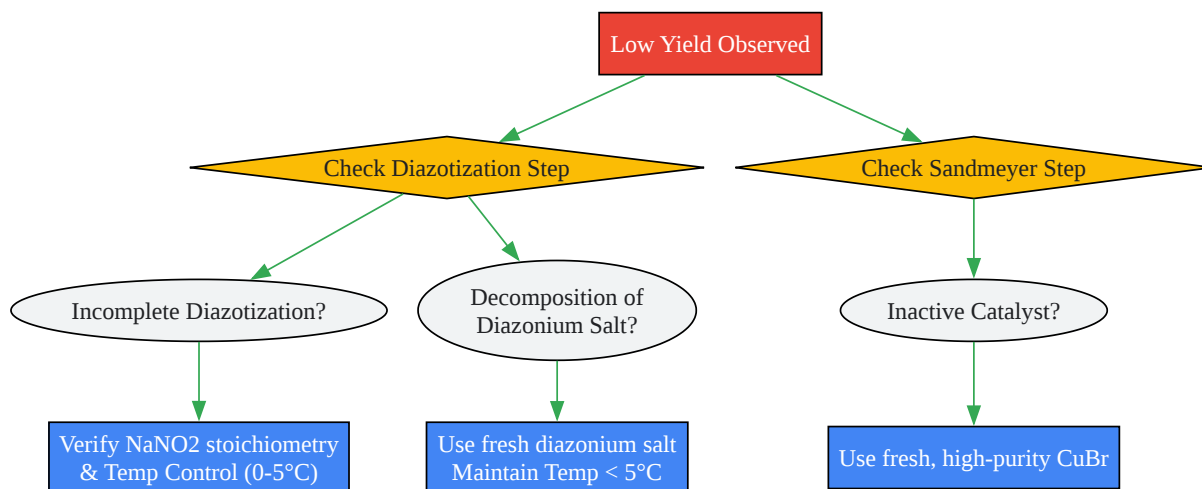 Low Yield Observed
Check Diazotization Step
Check Sandmeyer Step
Incomplete Diazotization?
Decomposition of
Diazonium Salt?
Inactive Catalyst?
Verify NaNO2 stoichiometry
& Temp Control (0-5°C)
Use fresh diazonium salt
Maintain Temp < 5°C
Use fresh, high-purity CuBr